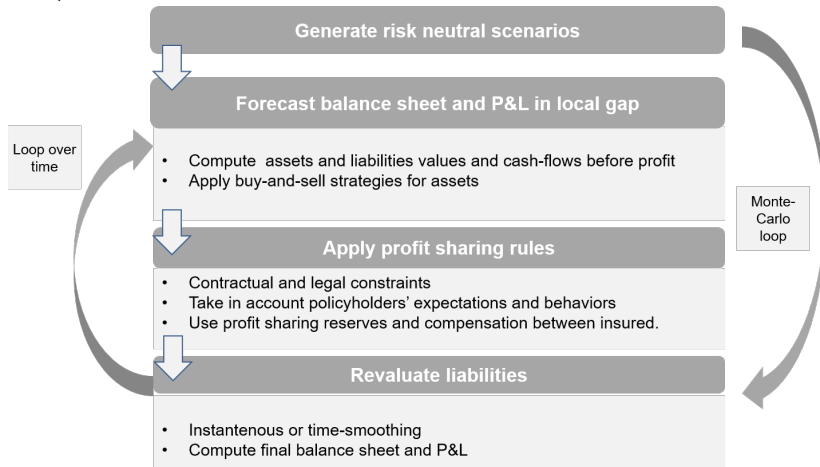 Generate risk neutral scenarios
Forecast balance sheet and P&L in local gap
Loop over
time
• Compute  assets and liabilities values and cash-flows before profit
• Apply buy-and-sell strategies for assets
Monte-
Carlo
loop
Apply profit sharing rules
• Contractual and legal constraints
• Take in account policyholders' expectations and behaviors
• Use profit sharing reserves and compensation between insured.
Revaluate liabilities
• Instantenous or time-smoothing
• Compute final balance sheet and P&L